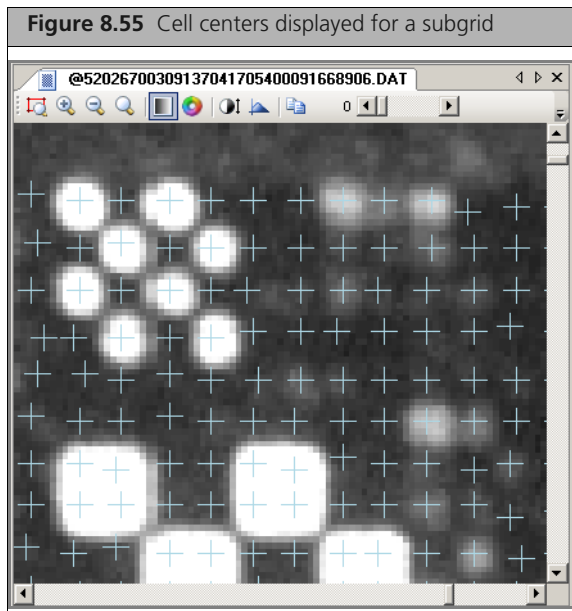 Figure 8.55 Cell centers displayed for a subgrid
@52026700309137041705400091668906.DAT
0